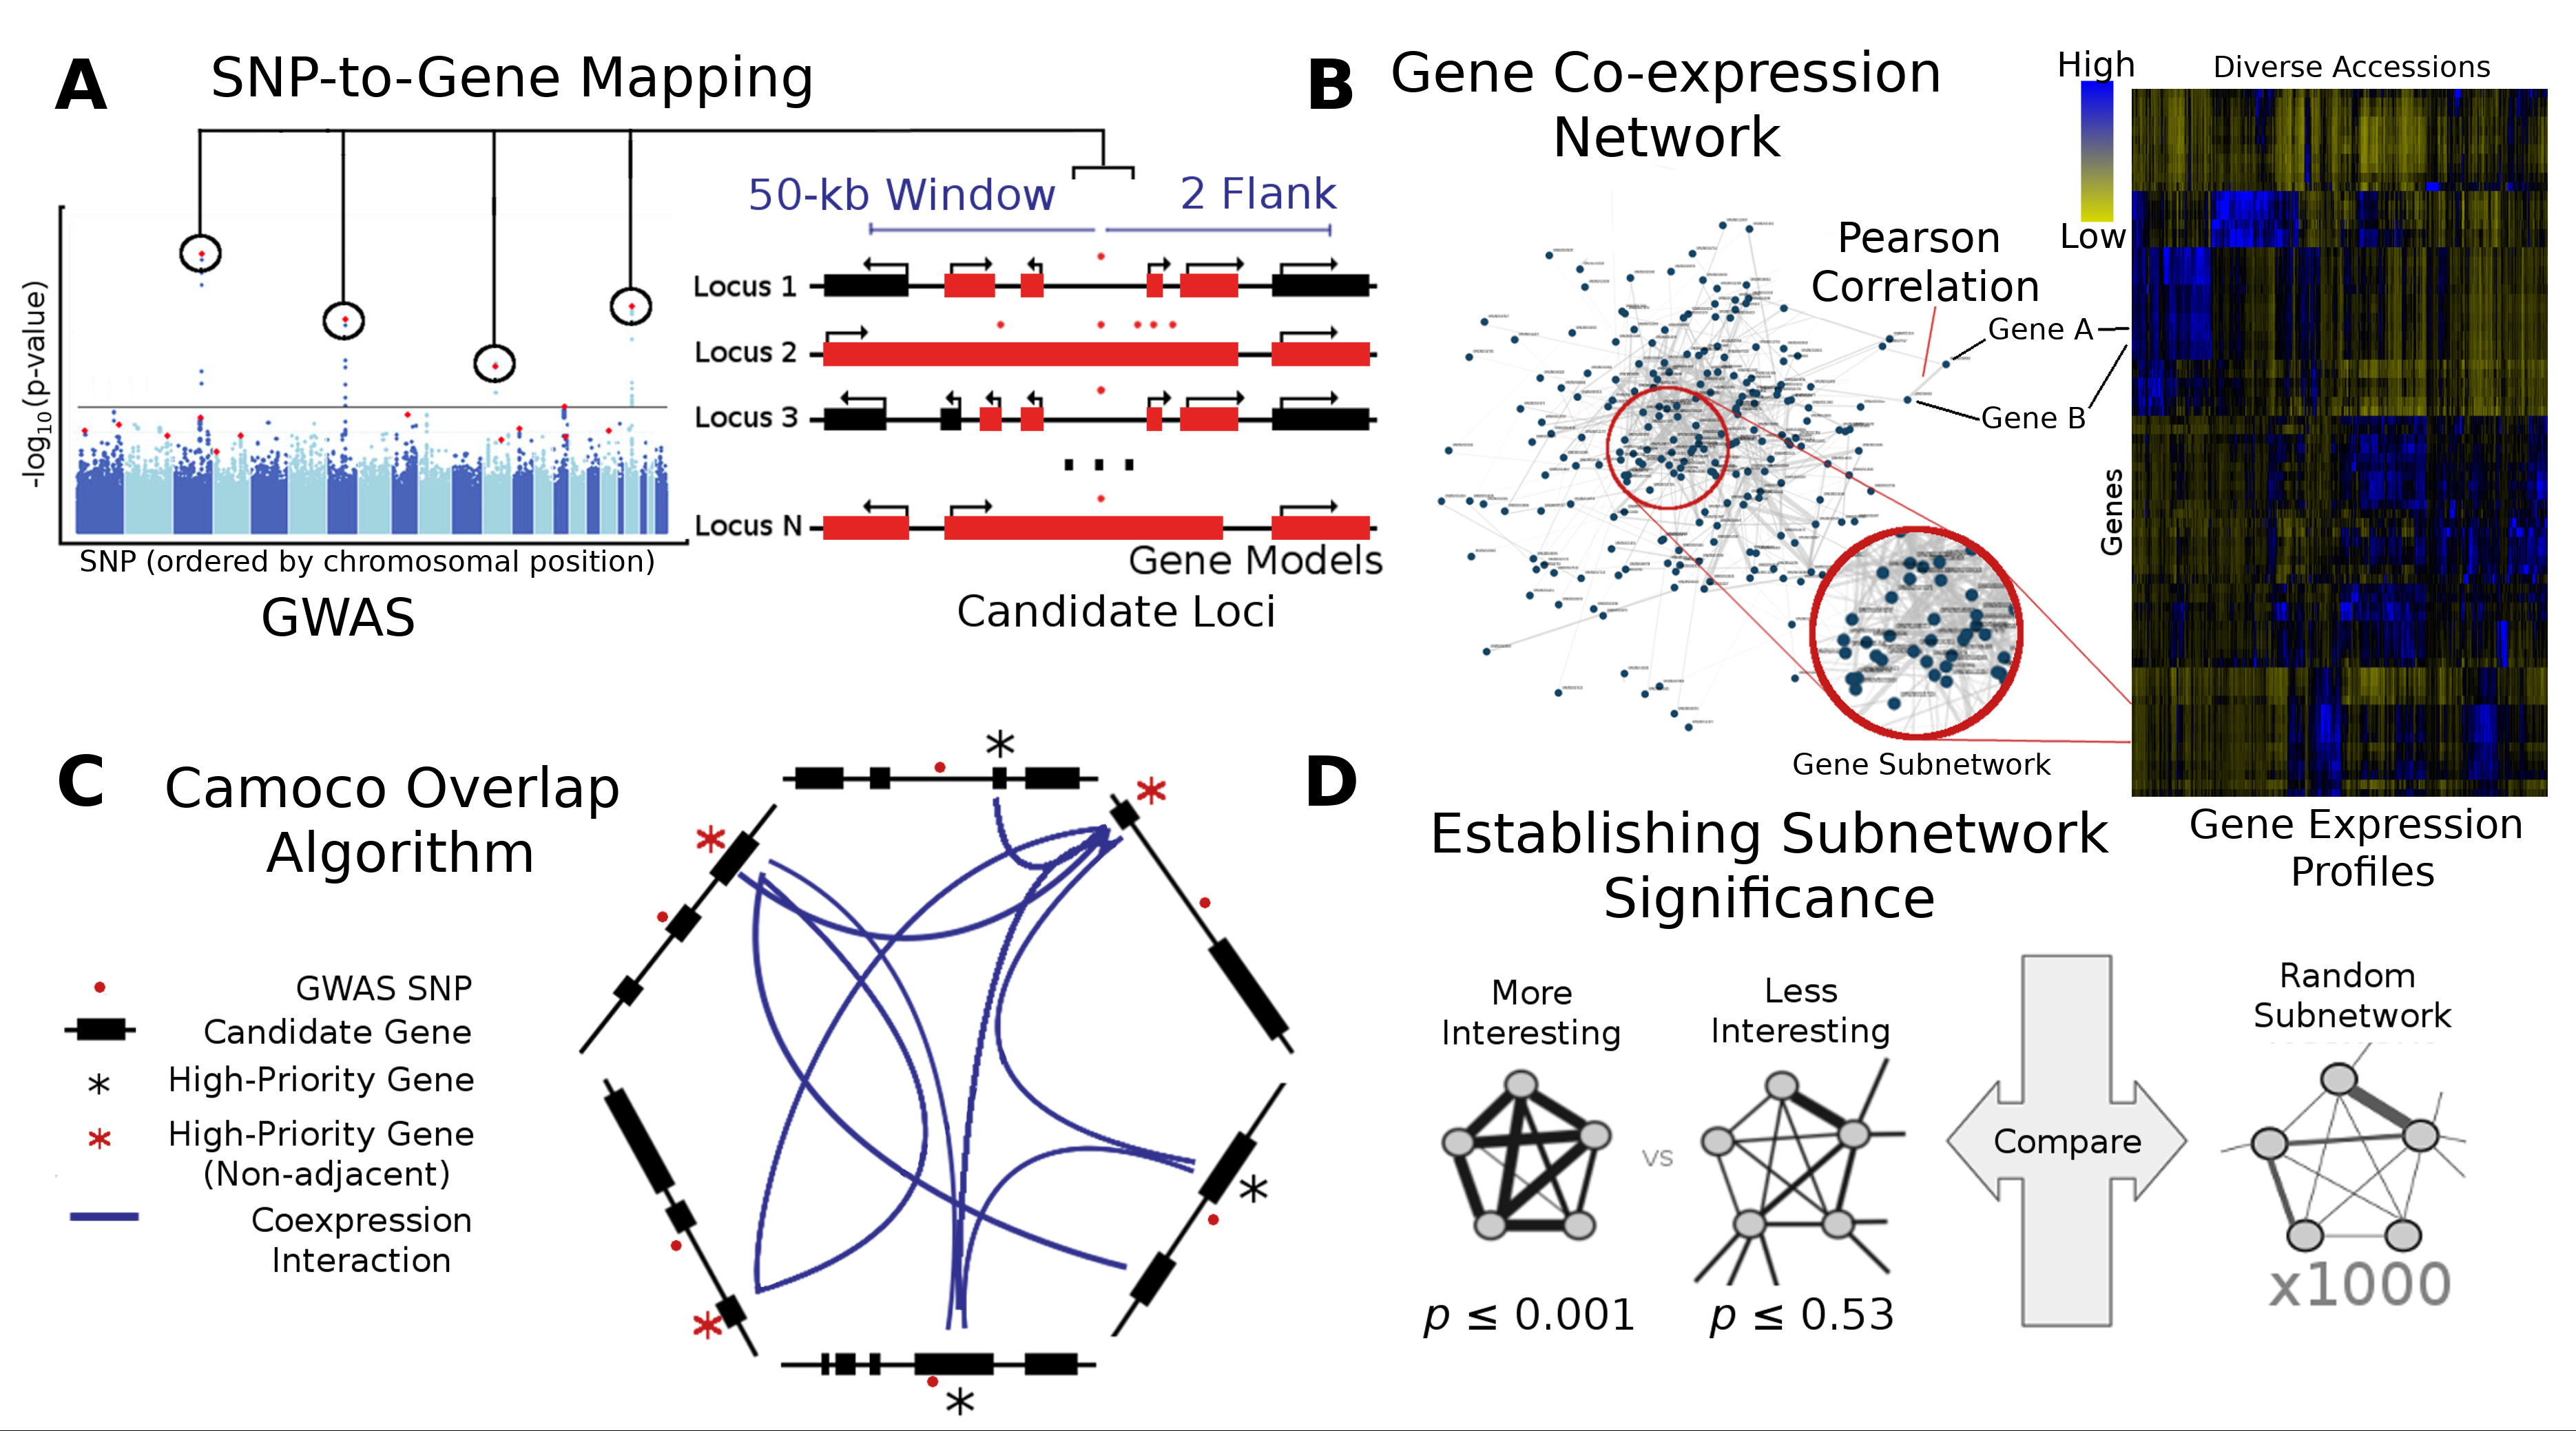 A
SNP-to-Gene Mapping
50-kb Window
2 Flank
Locus 1
Locus 2
Locus 3
Locus N
Gene Models
Candidate Loci
-log10(p-value)
SNP (ordered by chromosomal position)
GWAS
B
Gene Co-expression
Network
High
Low
Diverse Accessions
Pearson
Correlation
Gene A
Gene B
Genes
Gene Subnetwork
Gene Expression
Profiles
C
Camoco Overlap
Algorithm
GWAS SNP
Candidate Gene
* High-Priority Gene
* High-Priority Gene
(Non-adjacent)
Coexpression
Interaction
*
*
*
*
*
*
D
Establishing Subnetwork
Significance
More
Interesting
vs
Less
Interesting
p ≤ 0.001
p ≤ 0.53
Compare
Random
Subnetwork
x1000